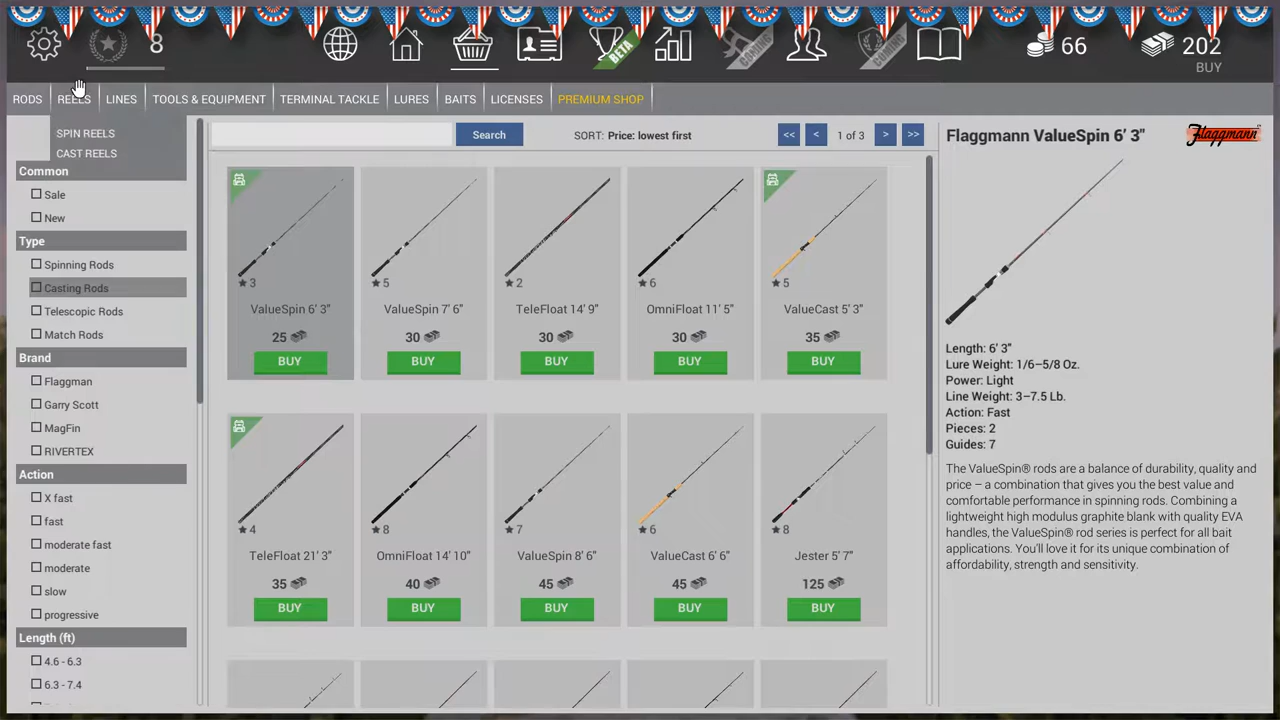 8
BETA
COMING
COMING
66
202
BUY
RODS REELS LINES TOOLS & EQUIPMENT TERMINAL TACKLE LURES BAITS LICENSES PREMIUM SHOP
SPIN REELS
CAST REELS
Common
Sale
New
Type
Spinning Rods
Casting Rods
Telescopic Rods
Match Rods
Brand
Flaggman
Garry Scott
MagFin
RIVERTEX
Action
X fast
fast
moderate fast
moderate
slow
progressive
Length (ft)
4.6 - 6.3
6.3 - 7.4
Search SORT: Price: lowest first << < 1 of 3 > >>
3 5 2 6 5
ValueSpin 6' 3" ValueSpin 7' 6" TeleFloat 14' 9" OmniFloat 11' 5" ValueCast 5' 3"
25 30 30 30 35
BUY BUY BUY BUY BUY
4 8 7 6 8
TeleFloat 21' 3" OmniFloat 14' 10" ValueSpin 8' 6" ValueCast 6' 6" Jester 5' 7"
35 40 45 45 125
BUY BUY BUY BUY BUY
Flaggmann ValueSpin 6' 3" Flaggmann
Length: 6' 3"
Lure Weight: 1/6–5/8 Oz.
Power: Light
Line Weight: 3–7.5 Lb.
Action: Fast
Pieces: 2
Guides: 7
The ValueSpin® rods are a balance of durability, quality and
price – a combination that gives you the best value and
comfortable performance in spinning rods. Combining a
lightweight high modulus graphite blank with quality EVA
handles, the ValueSpin® rod series is perfect for all bait
applications. You'll love it for its unique combination of
affordability, strength and sensitivity.